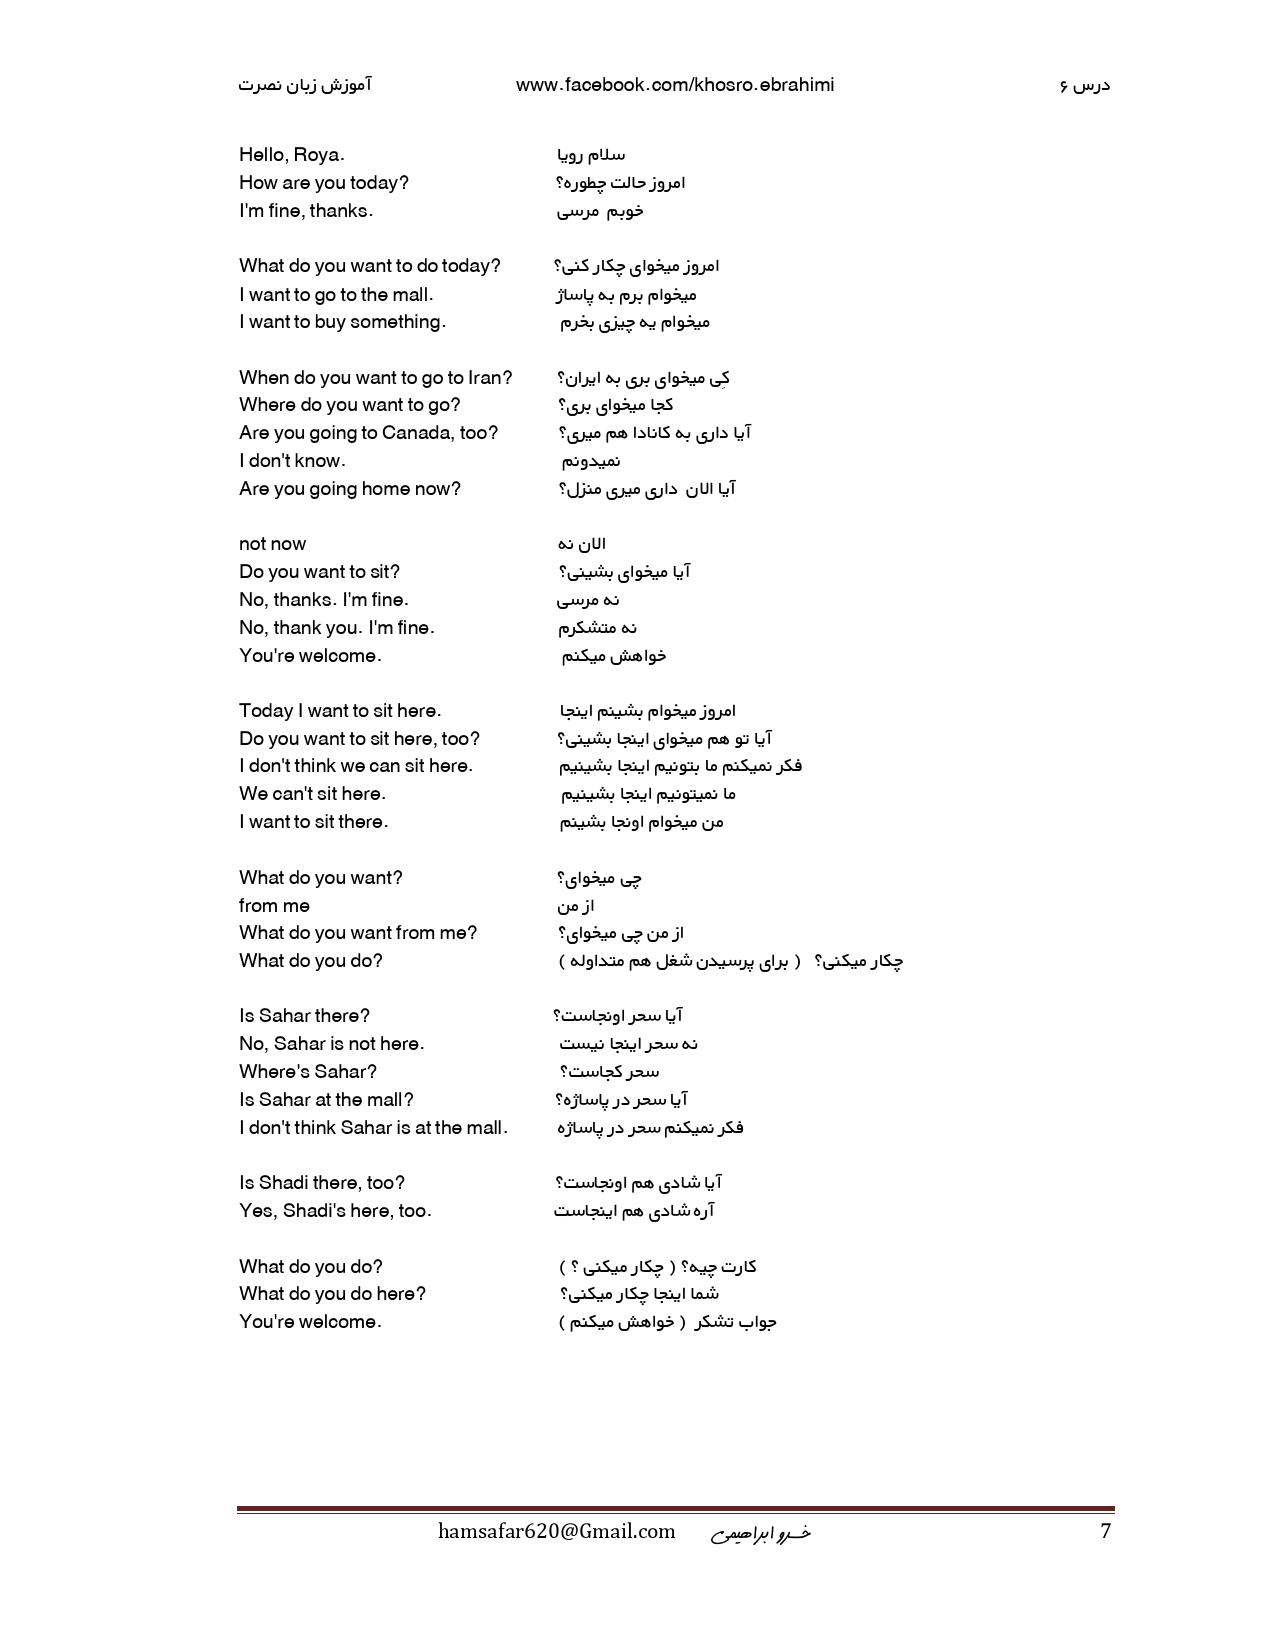 آموزش زبان نصرت www.facebook.com/khosro.ebrahimi درس ۶
Hello, Roya. سلام رویا
How are you today? امروز حالت چطوره؟
I'm fine, thanks. خوبم مرسی
What do you want to do today? امروز میخوای چکار کنی؟
I want to go to the mall. میخوام برم به پاساژ
I want to buy something. میخوام یه چیزی بخرم
When do you want to go to Iran? کِی میخوای بری به ایران؟
Where do you want to go? کجا میخوای بری؟
Are you going to Canada, too? آیا داری به کانادا هم میری؟
I don't know. نمیدونم
Are you going home now? آیا الان داری میری منزل؟
not now الان نه
Do you want to sit? آیا میخوای بشینی؟
No, thanks. I'm fine. نه مرسی
No, thank you. I'm fine. نه متشکرم
You're welcome. خواهش میکنم
Today I want to sit here. امروز میخوام بشینم اینجا
Do you want to sit here, too? آیا تو هم میخوای اینجا بشینی؟
I don't think we can sit here. فکر نمیکنم ما بتونیم اینجا بشینیم
We can't sit here. ما نمیتونیم اینجا بشینیم
I want to sit there. من میخوام اونجا بشینم
What do you want? چی میخوای؟
from me از من
What do you want from me? از من چی میخوای؟
What do you do? چکار میکنی؟ ( برای پرسیدن شغل هم متداوله )
Is Sahar there? آیا سحر اونجاست؟
No, Sahar is not here. نه سحر اینجا نیست
Where's Sahar? سحر کجاست؟
Is Sahar at the mall? آیا سحر در پاساژه؟
I don't think Sahar is at the mall. فکر نمیکنم سحر در پاساژه
Is Shadi there, too? آیا شادی هم اونجاست؟
Yes, Shadi's here, too. آره شادی هم اینجاست
What do you do? کارت چیه؟ ( چکار میکنی ؟ )
What do you do here? شما اینجا چکار میکنی؟
You're welcome. جواب تشکر ( خواهش میکنم )
hamsafar620@Gmail.com خسرو ابراهیمی 7